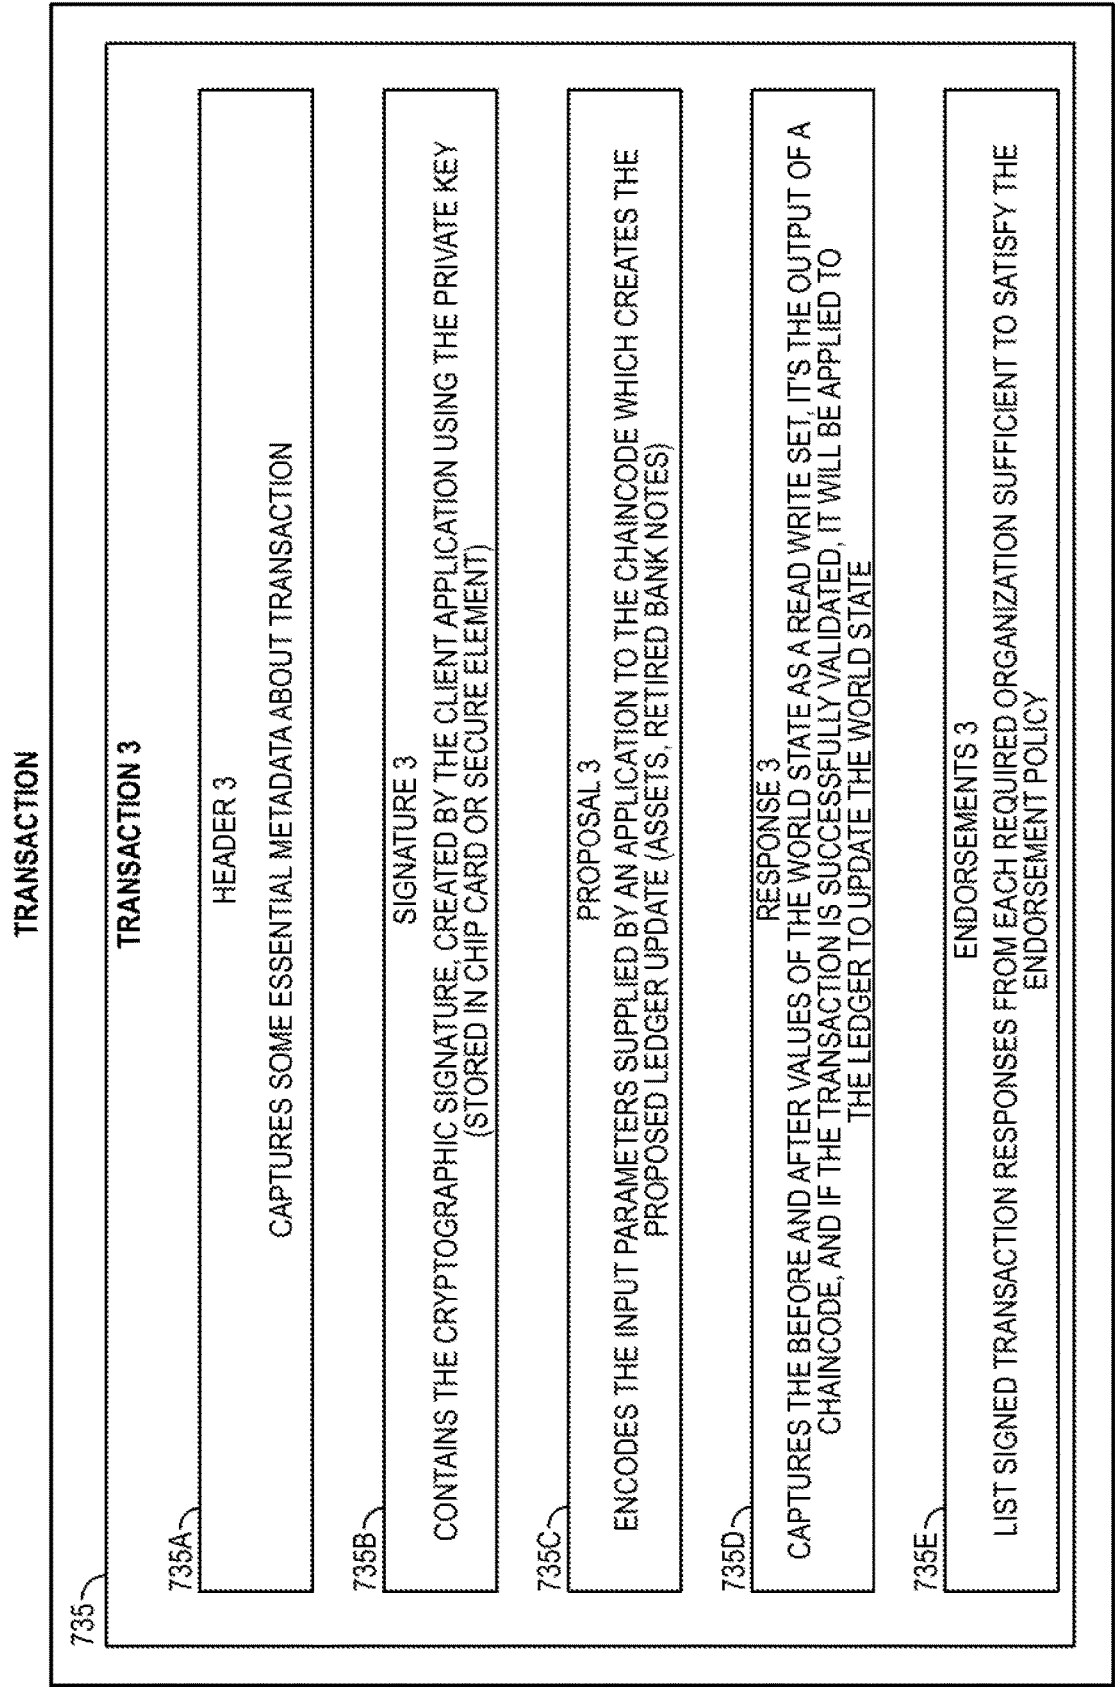 TRANSACTION
735
TRANSACTION 3
735A
HEADER 3
CAPTURES SOME ESSENTIAL METADATA ABOUT TRANSACTION
735B
SIGNATURE 3
CONTAINS THE CRYPTOGRAPHIC SIGNATURE, CREATED BY THE CLIENT APPLICATION USING THE PRIVATE KEY
(STORED IN CHIP CARD OR SECURE ELEMENT)
735C
PROPOSAL 3
ENCODES THE INPUT PARAMETERS SUPPLIED BY AN APPLICATION TO THE CHAINCODE WHICH CREATES THE
PROPOSED LEDGER UPDATE (ASSETS, RETIRED BANK NOTES)
735D
RESPONSE 3
CAPTURES THE BEFORE AND AFTER VALUES OF THE WORLD STATE AS A READ WRITE SET, IT'S THE OUTPUT OF A
CHAINCODE, AND IF THE TRANSACTION IS SUCCESSFULLY VALIDATED, IT WILL BE APPLIED TO
THE LEDGER TO UPDATE THE WORLD STATE
735E
ENDORSEMENTS 3
LIST SIGNED TRANSACTION RESPONSES FROM EACH REQUIRED ORGANIZATION SUFFICIENT TO SATISFY THE
ENDORSEMENT POLICY